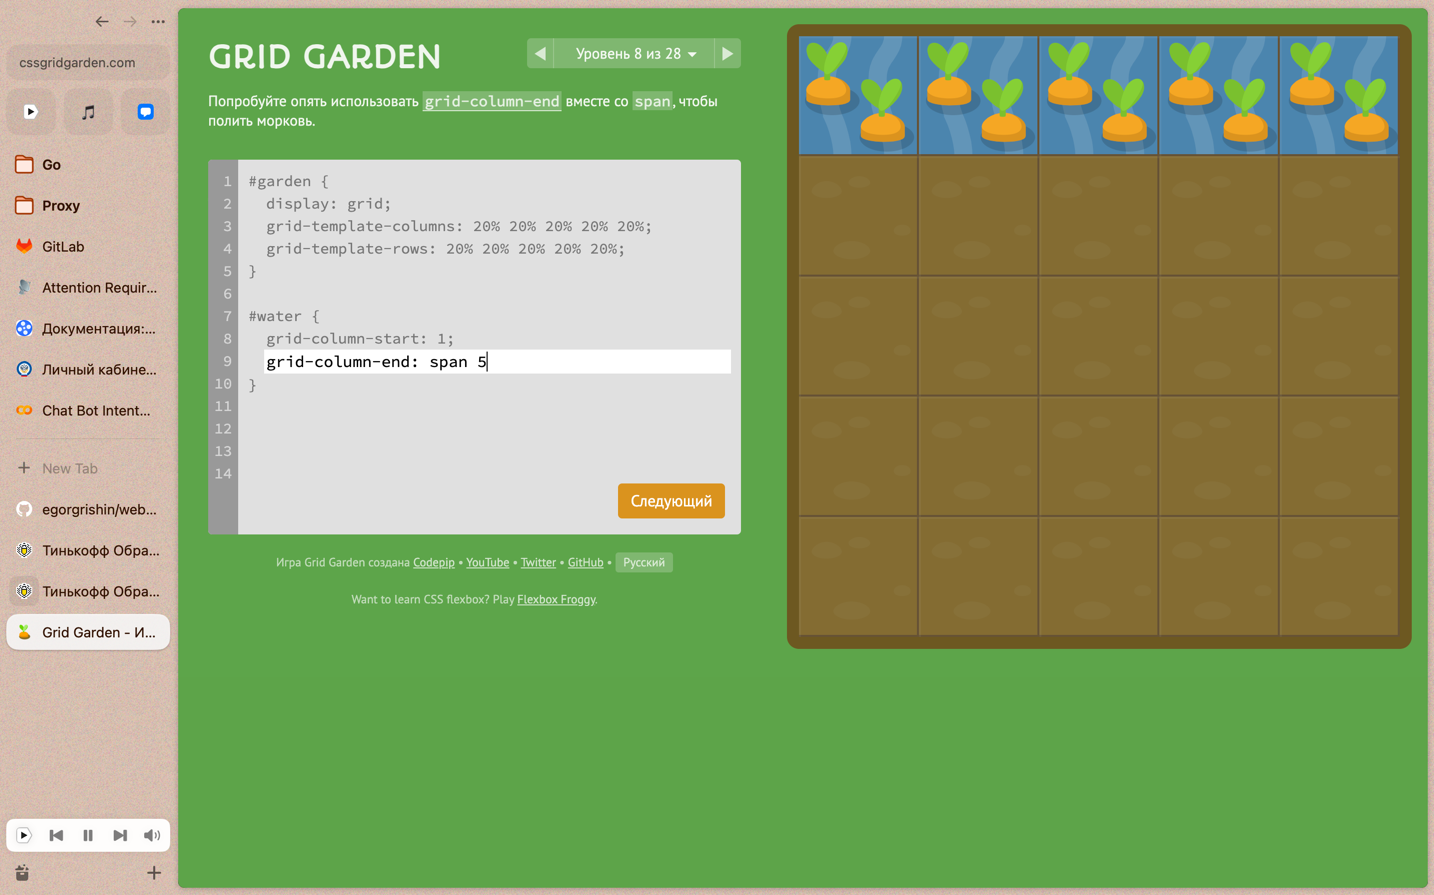 cssgridgarden.com
Go
Proxy
GitLab
Attention Requir...
Документация:...
Личный кабине...
Chat Bot Intent...
New Tab
egorgrishin/web...
Тинькофф Обра...
Тинькофф Обра...
Grid Garden - И...
GRID GARDEN
Уровень 8 из 28
Попробуйте опять использовать grid-column-end вместе со span, чтобы
полить морковь.
1 #garden {
2 display: grid;
3 grid-template-columns: 20% 20% 20% 20% 20%;
4 grid-template-rows: 20% 20% 20% 20% 20%;
5 }
6
7 #water {
8 grid-column-start: 1;
9 grid-column-end: span 5
10 }
11
12
13
14
Следующий
Игра Grid Garden создана Codepip • YouTube • Twitter • GitHub • Русский
Want to learn CSS flexbox? Play Flexbox Froggy.